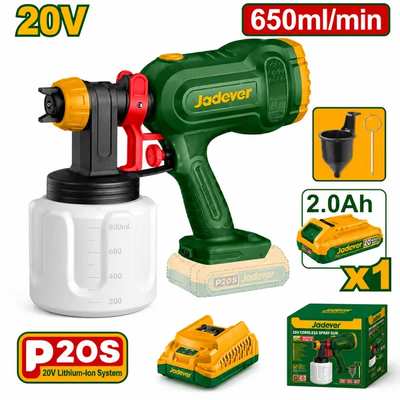 20V
650ml/min
Jadever
2.0Ah
Jadever
x1
800ml
600
400
200
Jadever
P20S
P20S
20V Lithium-Ion System
Jadever
Jadever
20V CORDLESS SPRAY GUN